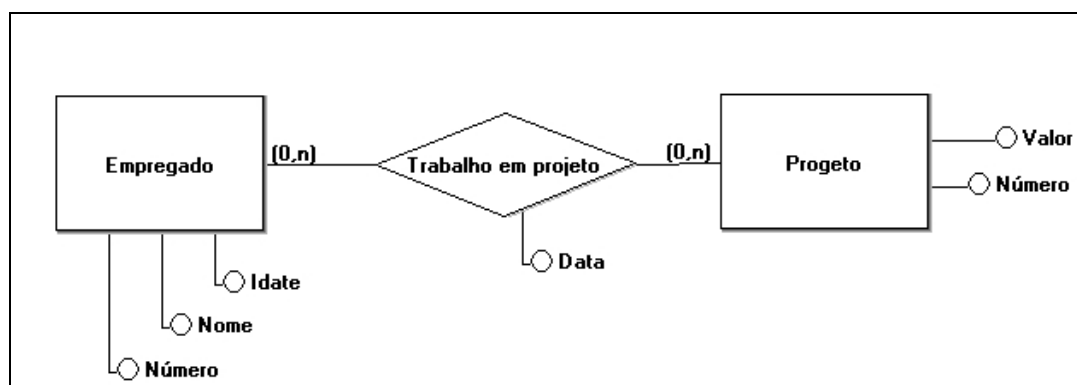 Empregado
(0,n)
Trabalho em projeto
(0,n)
Progeto
Valor
Número
Data
Idate
Nome
Número